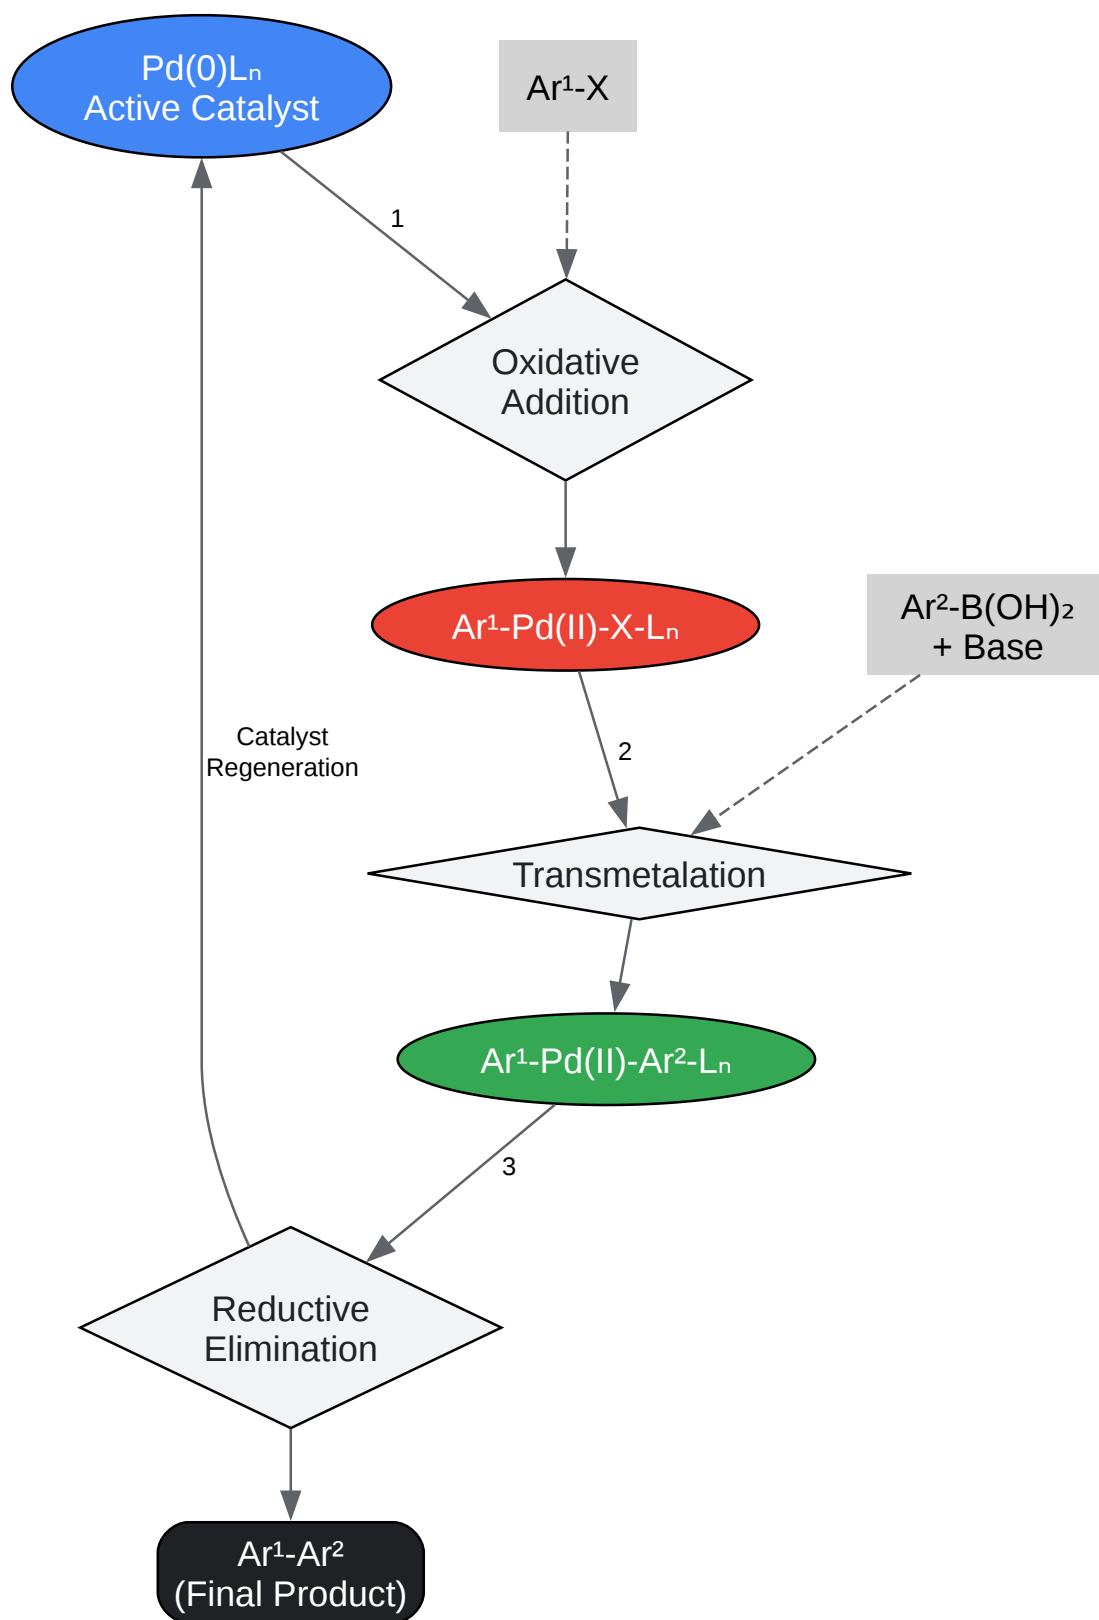 Pd(0)Lₙ
Active Catalyst
Ar¹-X
1
Oxidative
Addition
Ar¹-Pd(II)-X-Lₙ
Ar²-B(OH)₂
+ Base
Catalyst
Regeneration
2
Transmetalation
Ar¹-Pd(II)-Ar²-Lₙ
3
Reductive
Elimination
Ar¹-Ar²
(Final Product)